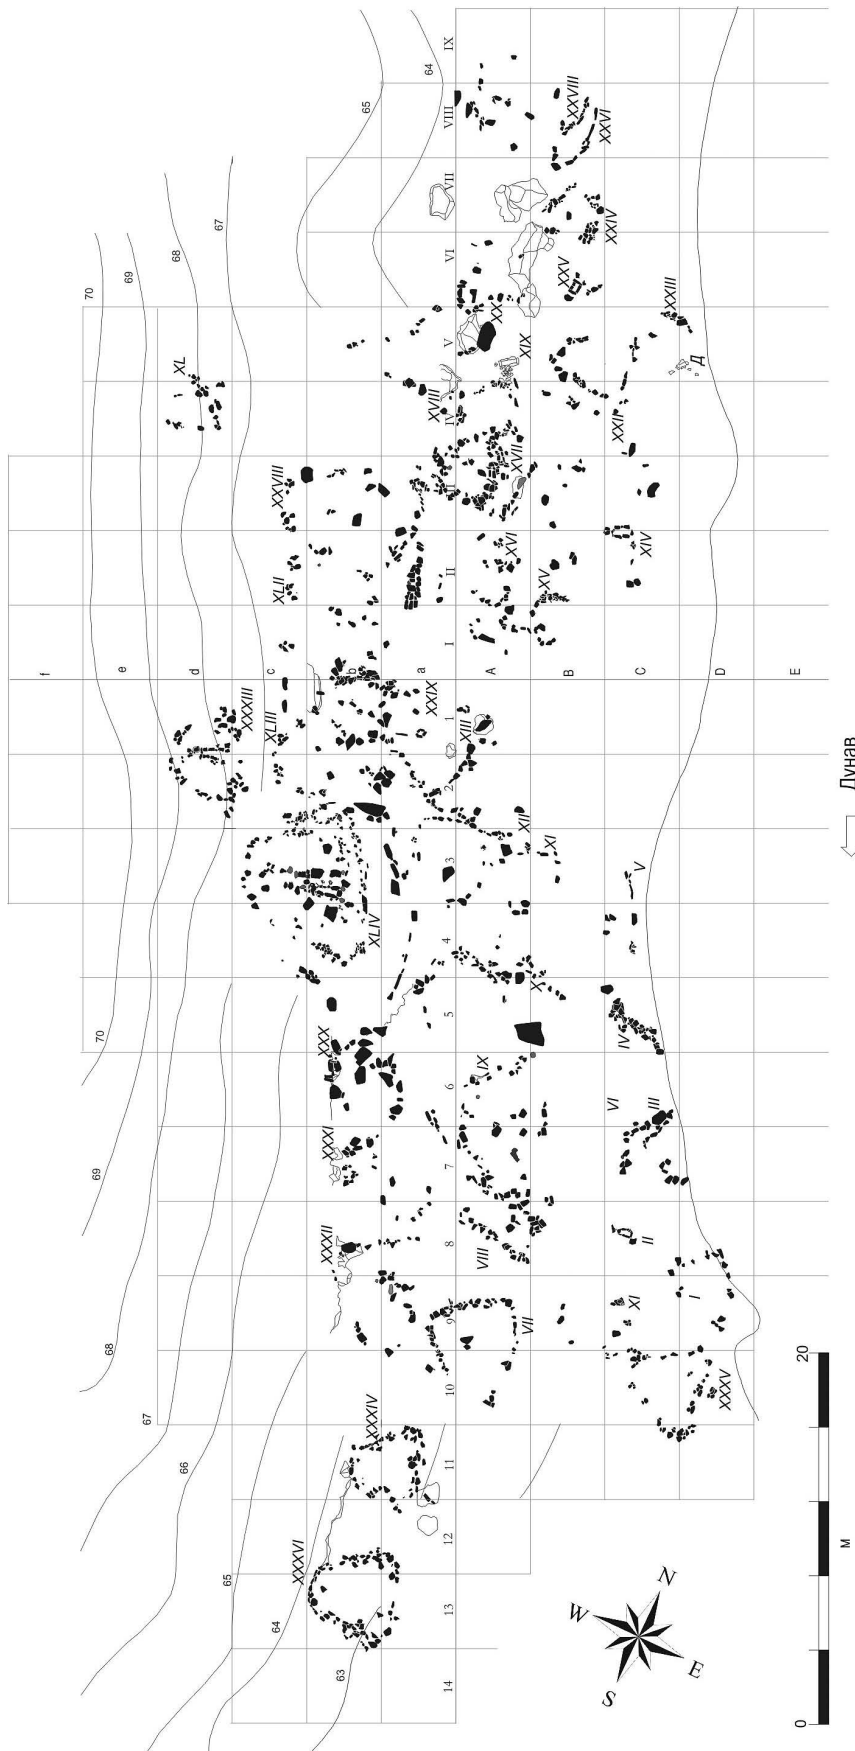 IX
64
65
VIII
XXVIII
XXVI
VII
67
68
69
70
VI
XXIV
XXV
XXIII
V
XX
XIX
Д
XL
XVIII
IV
XXII
XVII
XXVIII
XVI
XIV
XLII
II
XV
I
f
e
d
c
b
a
A
B
C
D
E
XXXIII
XLIII
1
XXIX
XIII
2
XII
XI
Дунав
3
V
XLIV
4
X
5
IV
70
XXX
IX
6
VI
III
69
XXXI
7
XXXII
8
VIII
II
I
XI
9
VII
68
10
XXXV
67
XXXIV
66
11
20
12
XXXVI
65
64
13
63
14
N
W
E
S
0
м